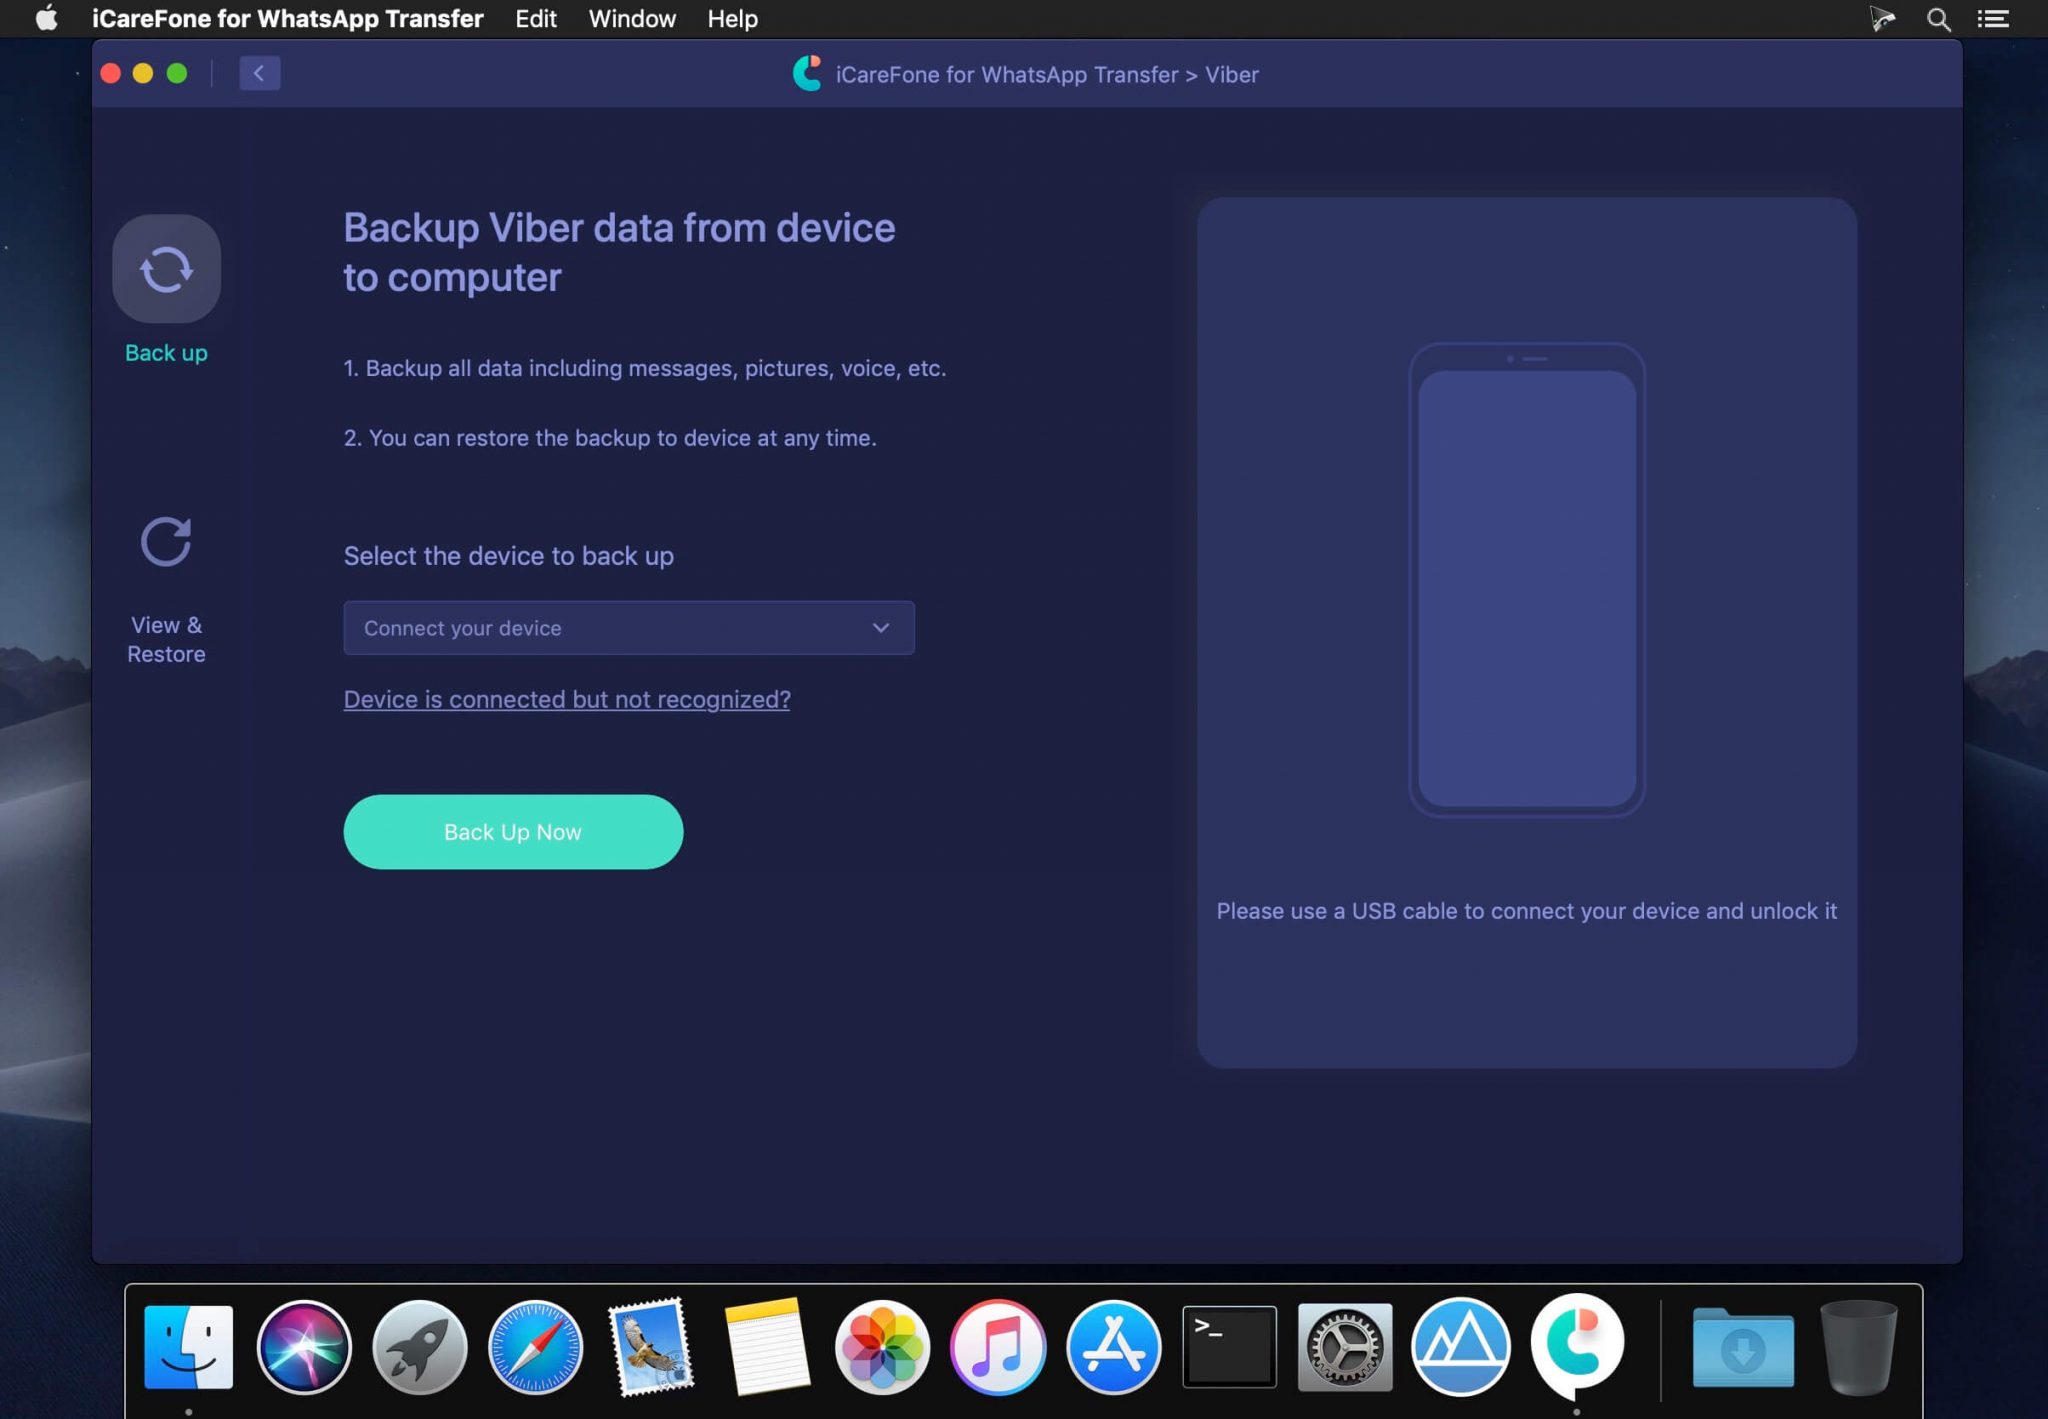 iCareFone for WhatsApp Transfer Edit Window Help
iCareFone for WhatsApp Transfer > Viber
Back up
View &
Restore
Backup Viber data from device
to computer
1. Backup all data including messages, pictures, voice, etc.
2. You can restore the backup to device at any time.
Select the device to back up
Connect your device
Device is connected but not recognized?
Back Up Now
Please use a USB cable to connect your device and unlock it
>_